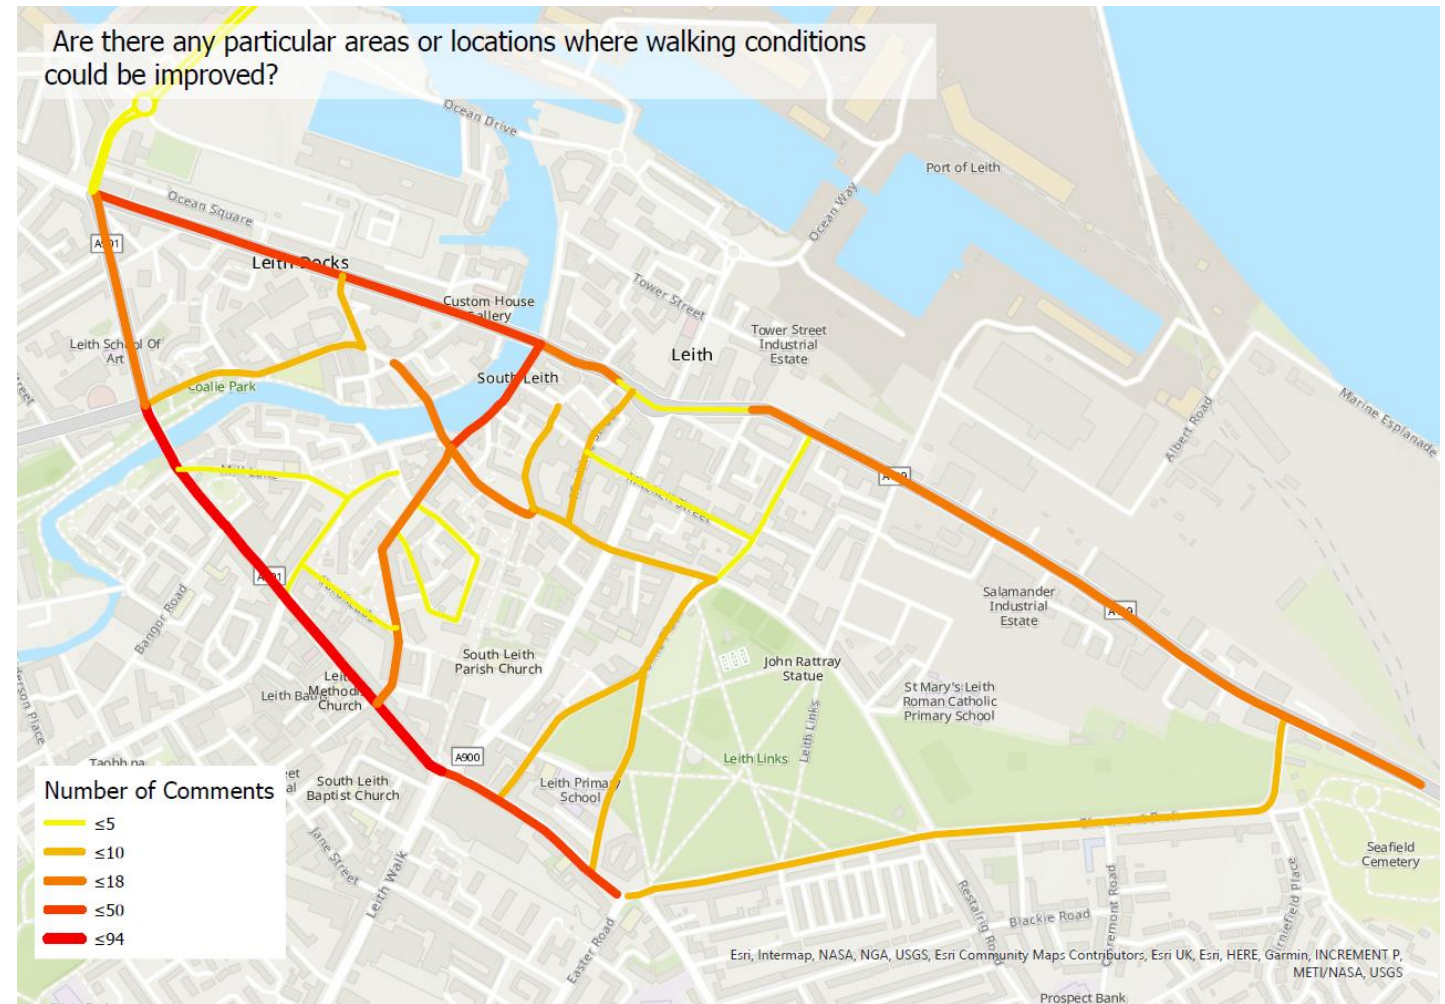 Are there any particular areas or locations where walking conditions
could be improved?
Ocean Drive
Port of Leith
Ocean Way
Ocean Square
Leith Docks
Tower Street
Custom House
Gallery
Tower Street
Industrial
Estate
Leith
Leith School Of
Art
South Leith
Coalie Park
Marine Esplanade
Albert Road
Mill Lane
Salamander
Industrial
Estate
Bangor Road
South Leith
Parish Church
John Rattray
Statue
Leith
Methodist
Church
St Mary's Leith
Roman Catholic
Primary School
Leith Links
Leith Links
A900
Leith Primary
School
South Leith
Baptist Church
Jane Street
Leith Walk
Easter Road
Restalrig Road
Blackie Road
Claremont Road
Seafield
Cemetery
Prospect Bank
Number of Comments
≤5
≤10
≤18
≤50
≤94
Esri, Intermap, NASA, NGA, USGS, Esri Community Maps Contributors, Esri UK, Esri, HERE, Garmin, INCREMENT P,
METI/NASA, USGS